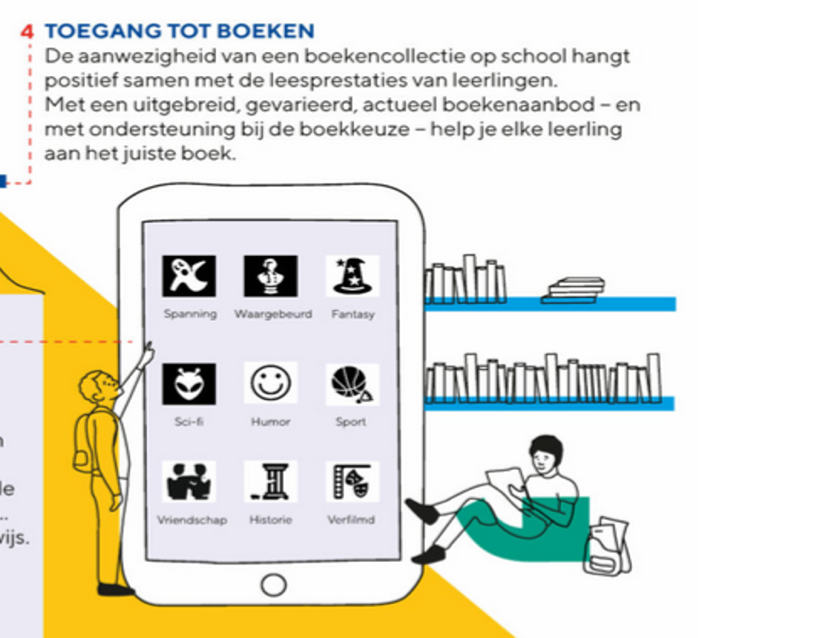 4 TOEGANG TOT BOEKEN
De aanwezigheid van een boekencollectie op school hangt
positief samen met de leesprestaties van leerlingen.
Met een uitgebreid, gevarieerd, actueel boekenaanbod – en
met ondersteuning bij de boekkeuze – help je elke leerling
aan het juiste boek.
Spanning Waargebeurd Fantasy
Sci-fi Humor Sport
Vriendschap Historie Verfilmd